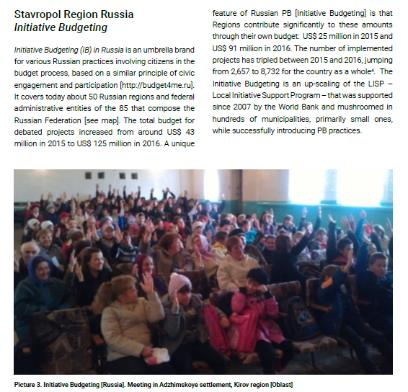 Stavropol Region Russia
Initiative Budgeting
Initiative Budgeting (IB) in Russia is an umbrella brand
for various Russian practices involving citizens in the
budget process, based on a similar principle of civic
engagement and participation [http://budget4me.ru].
It covers today about 50 Russian regions and federal
administrative entities of the 85 that compose the
Russian Federation [see map]. The total budget for
debated projects increased from around US$ 43
million in 2015 to US$ 125 million in 2016. A unique
feature of Russian PB [Initiative Budgeting] is that
Regions contribute significantly to these amounts
through their own budget: US$ 25 million in 2015 and
US$ 91 million in 2016. The number of implemented
projects has tripled between 2015 and 2016, jumping
from 2,657 to 8,732 for the country as a whole⁴. The
Initiative Budgeting is an up-scaling of the LISP –
Local Initiative Support Program – that was supported
since 2007 by the World Bank and mushroomed in
hundreds of municipalities, primarily small ones,
while successfully introducing PB practices.
Picture 3. Initiative Budgeting [Russia]. Meeting in Adzhimskoye settlement, Kirov region [Oblast]